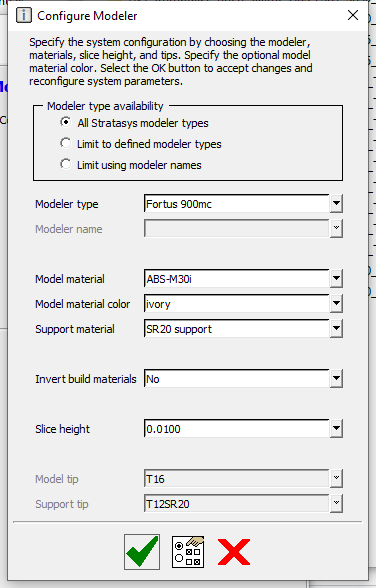 Configure Modeler
Specify the system configuration by choosing the modeler,
materials, slice height, and tips. Specify the optional model
material color. Select the OK button to accept changes and
reconfigure system parameters.
Modeler type availability
All Stratasys modeler types
Limit to defined modeler types
Limit using modeler names
Modeler type Fortus 900mc
Modeler name
Model material ABS-M30i
Model material color ivory
Support material SR20 support
Invert build materials No
Slice height 0.0100
Model tip T16
Support tip T12SR20